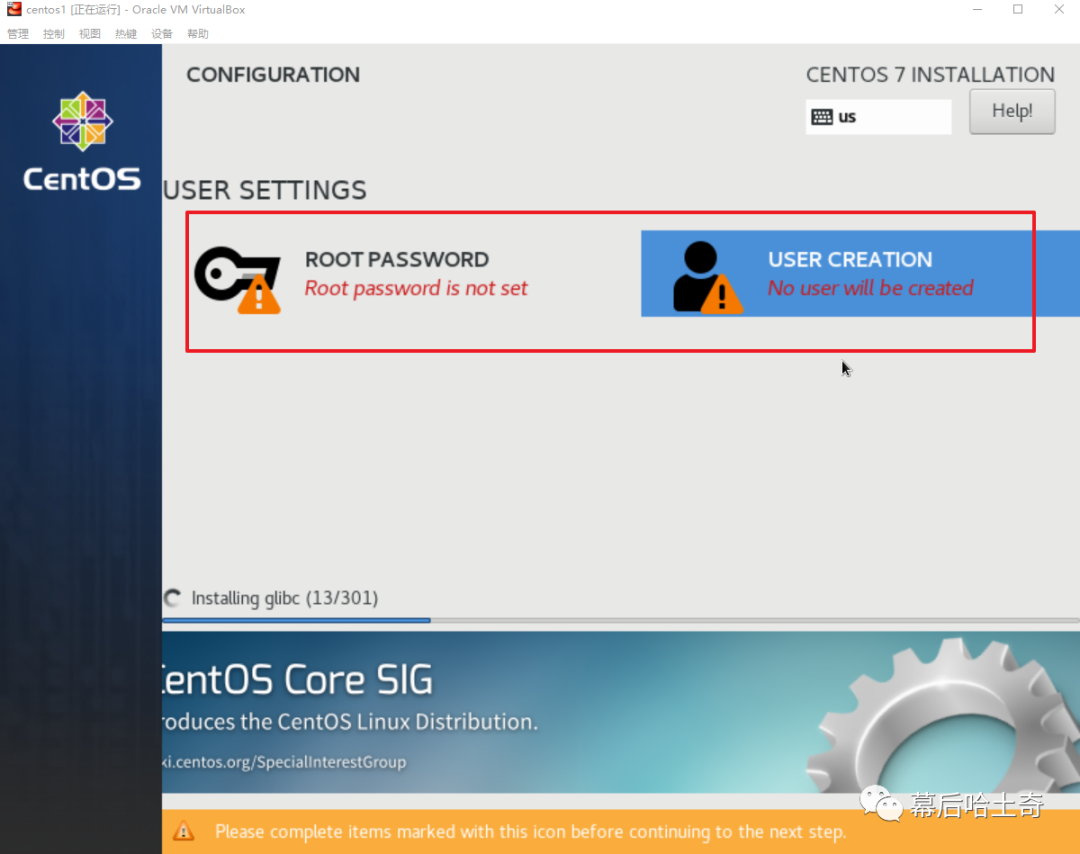 centos1 [正在运行] - Oracle VM VirtualBox
管理 控制 视图 热键 设备 帮助
CONFIGURATION
CENTOS 7 INSTALLATION
us
Help!
CentOS
USER SETTINGS
ROOT PASSWORD
Root password is not set
USER CREATION
No user will be created
Installing glibc (13/301)
CentOS Core SIG
roduces the CentOS Linux Distribution.
ki.centos.org/SpecialInterestGroup
幕后哈士奇
Please complete items marked with this icon before continuing to the next step.